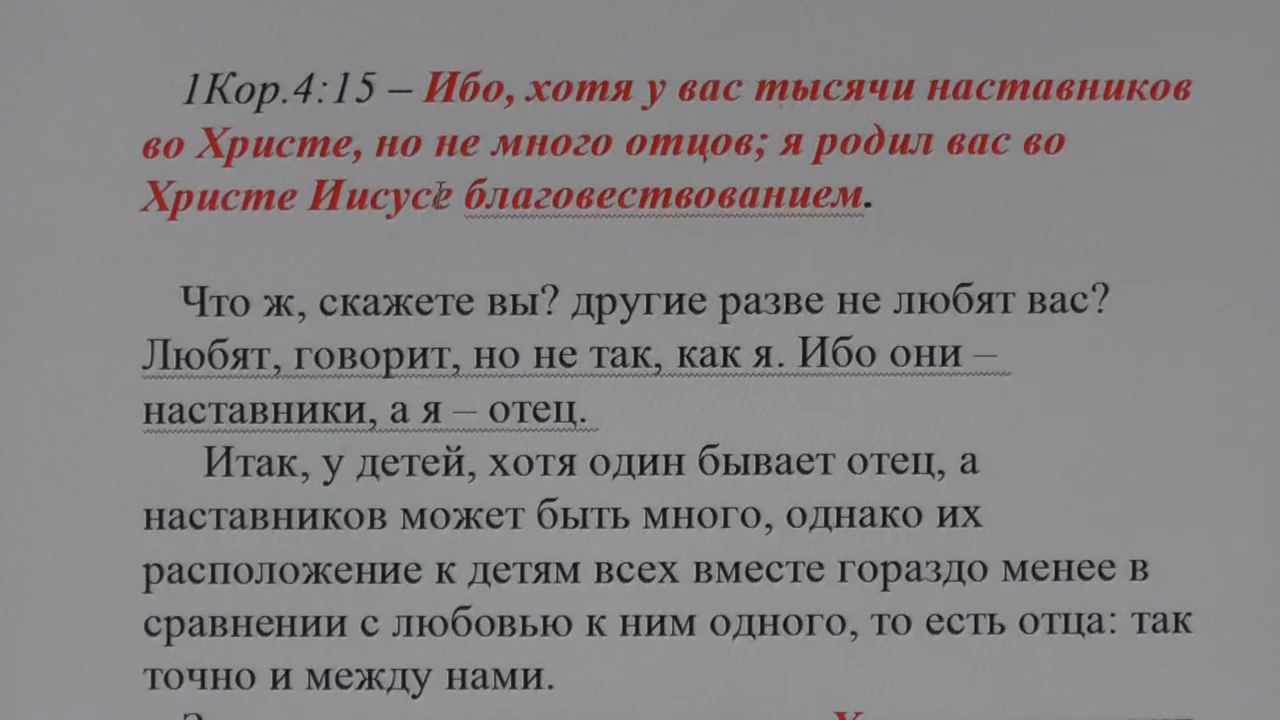 1Кор.4:15 – Ибо, хотя у вас тысячи наставников
во Христе, но не много отцов; я родил вас во
Христе Иисусе благовествованием.
Что ж, скажете вы? другие разве не любят вас?
Любят, говорит, но не так, как я. Ибо они –
наставники, а я – отец.
Итак, у детей, хотя один бывает отец, а
наставников может быть много, однако их
расположение к детям всех вместе гораздо менее в
сравнении с любовью к ним одного, то есть отца: так
точно и между нами.